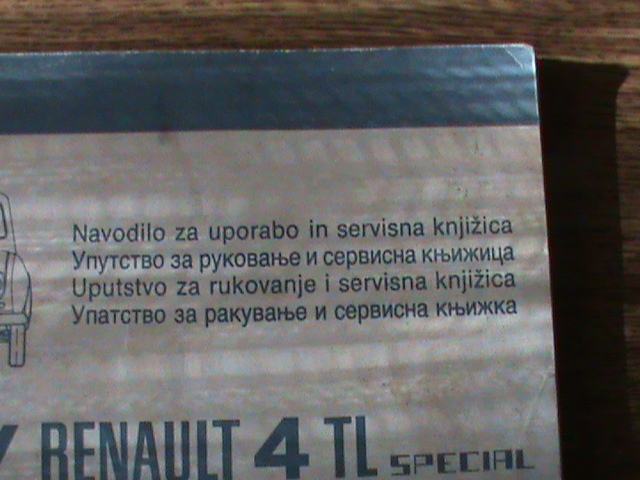 Navodilo za uporabo in servisna knjižica
Упутство за руковање и сервисна књижица
Uputstvo za rukovanje i servisna knjižica
Упатство за ракување и сервисна књижка
RENAULT 4 TL SPECIAL